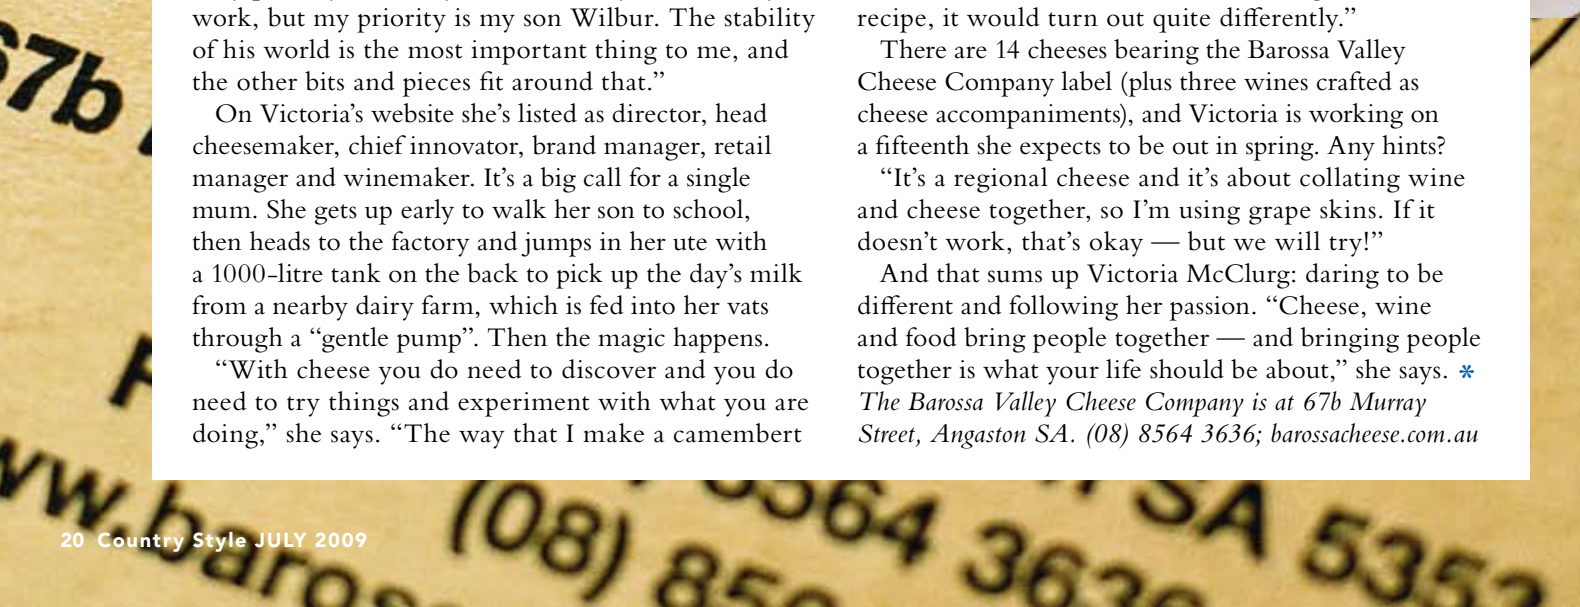 work, but my priority is my son Wilbur. The stability
of his world is the most important thing to me, and
the other bits and pieces fit around that.”
On Victoria’s website she’s listed as director, head
cheesemaker, chief innovator, brand manager, retail
manager and winemaker. It’s a big call for a single
mum. She gets up early to walk her son to school,
then heads to the factory and jumps in her ute with
a 1000-litre tank on the back to pick up the day’s milk
from a nearby dairy farm, which is fed into her vats
through a “gentle pump”. Then the magic happens.
“With cheese you do need to discover and you do
need to try things and experiment with what you are
doing,” she says. “The way that I make a camembert
recipe, it would turn out quite differently.”
There are 14 cheeses bearing the Barossa Valley
Cheese Company label (plus three wines crafted as
cheese accompaniments), and Victoria is working on
a fifteenth she expects to be out in spring. Any hints?
“It’s a regional cheese and it’s about collating wine
and cheese together, so I’m using grape skins. If it
doesn’t work, that’s okay — but we will try!”
And that sums up Victoria McClurg: daring to be
different and following her passion. “Cheese, wine
and food bring people together — and bringing people
together is what your life should be about,” she says. *
The Barossa Valley Cheese Company is at 67b Murray
Street, Angaston SA. (08) 8564 3636; barossacheese.com.au
67b
SA 5353
8564 3636
(08) 856
ww.baross
20 Country Style JULY 2009